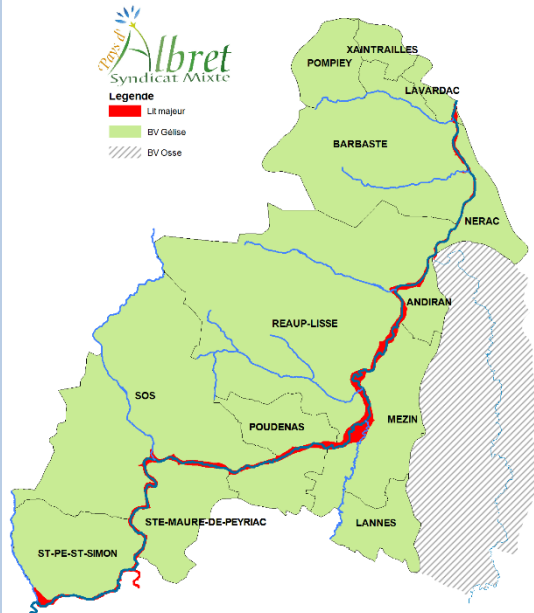 Pays d'
Albret
Syndicat Mixte
Legende
Lit majeur
BV Gélise
BV Osse
XAINTRAILLES
POMPIEY
LAVARDAC
BARBASTE
NERAC
ANDIRAN
REAUP-LISSE
SOS
MEZIN
POUDENAS
STE-MAURE-DE-PEYRIAC
LANNES
ST-PE-ST-SIMON